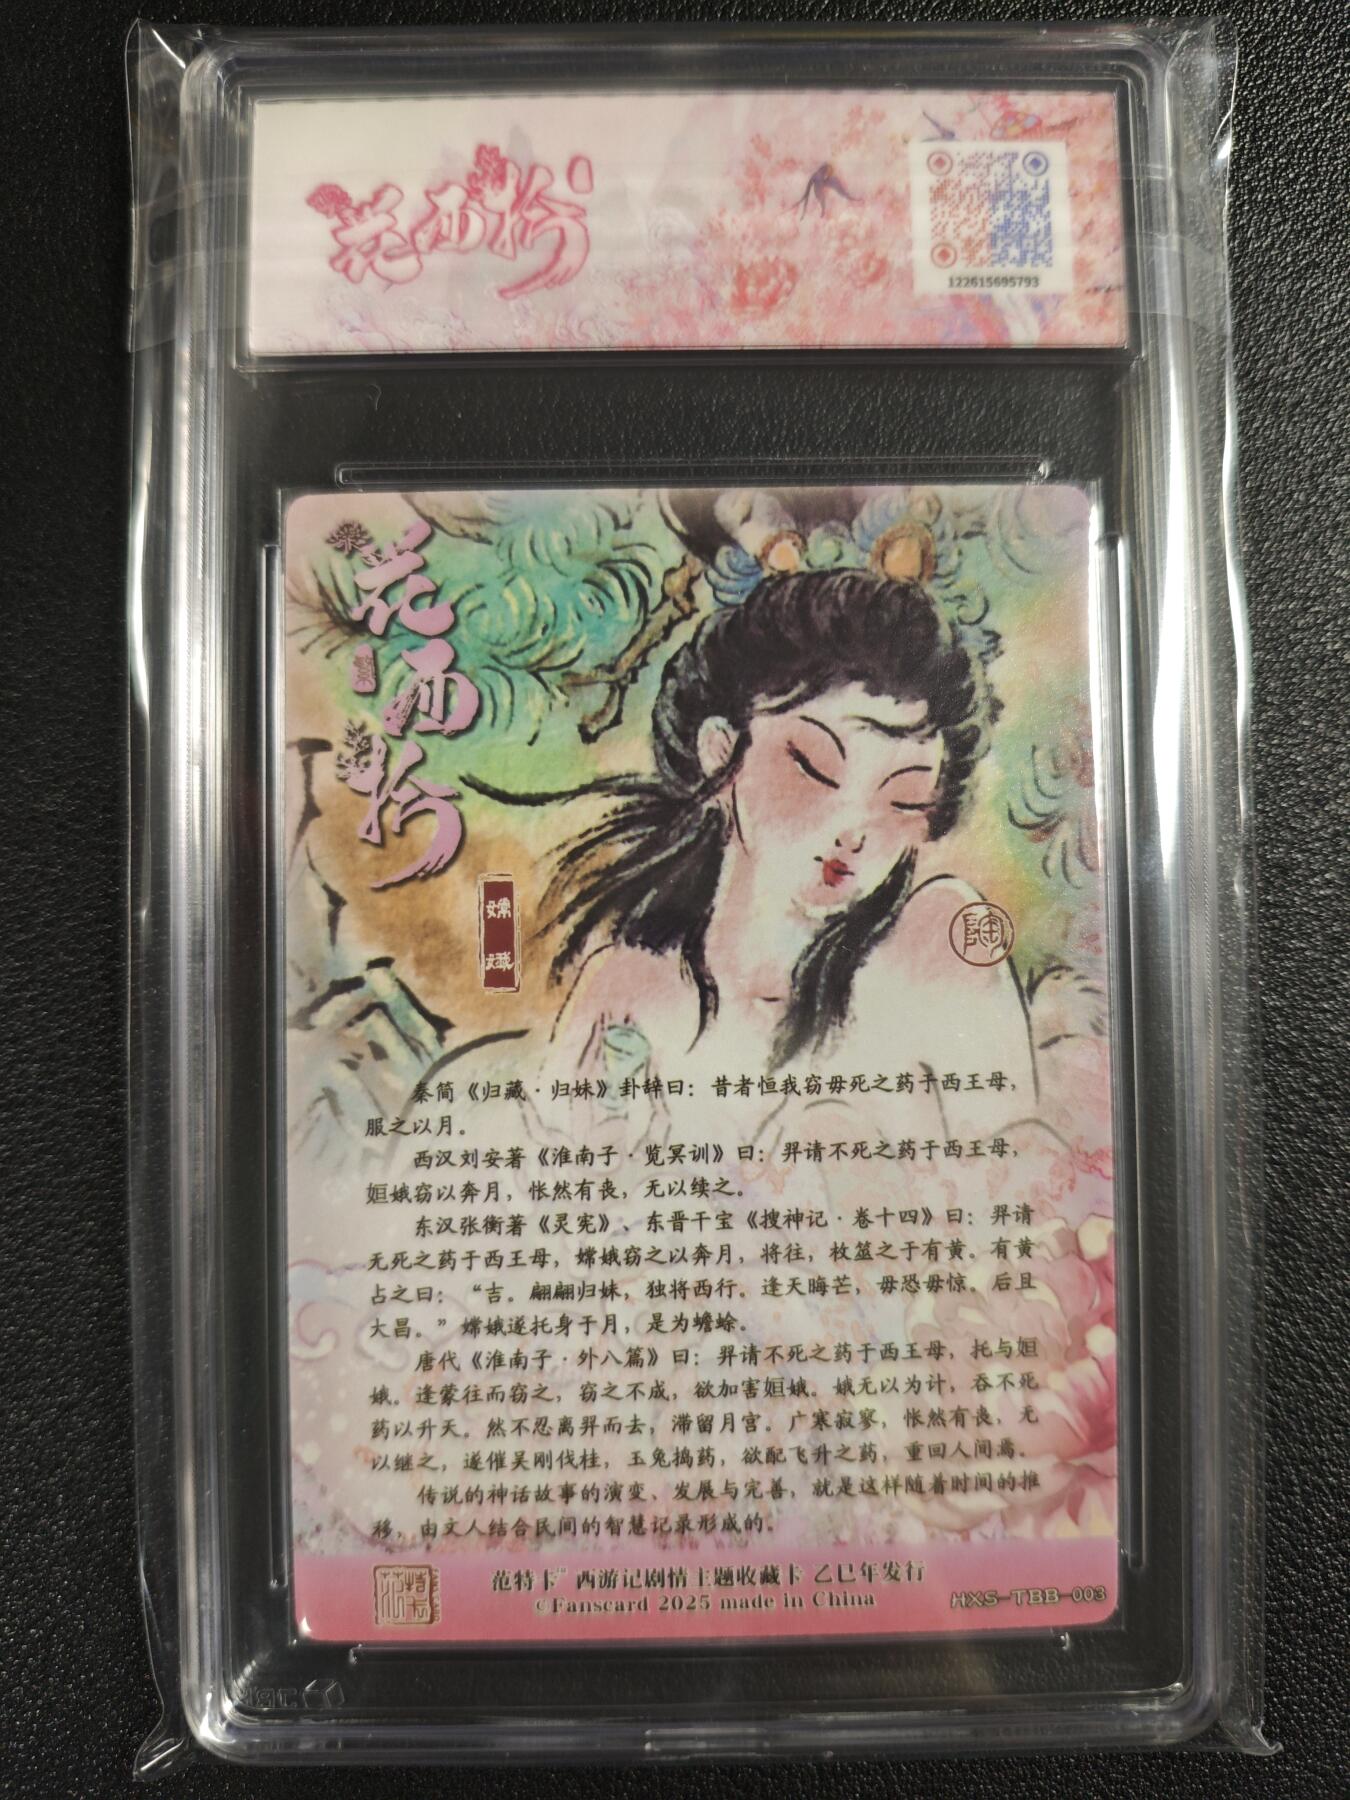 花西拾
122615695793
花西拾
嫦娥
陶
秦简《归藏·归妹》卦辞曰：昔者恒我窃毋死之药于西王母，
服之以月。
西汉刘安著《淮南子·览冥训》曰：羿请不死之药于西王母，
姮娥窃以奔月，怅然有丧，无以续之。
东汉张衡著《灵宪》、东晋干宝《搜神记·卷十四》曰：羿请
无死之药于西王母，嫦娥窃之以奔月，将往，枚筮之于有黄。有黄
占之曰：“吉。翩翩归妹，独将西行。逢天晦芒，毋恐毋惊。后且
大昌。”嫦娥遂托身于月，是为蟾蜍。
唐代《淮南子·外八篇》曰：羿请不死之药于西王母，托与姮
娥。逢蒙往而窃之，窃之不成，欲加害姮娥。娥无以为计，吞不死
药以升天。然不忍离羿而去，滞留月宫。广寒寂寥，怅然有丧，无
以继之，遂催吴刚伐桂，玉兔捣药，欲配飞升之药，重回人间焉。
传说的神话故事的演变、发展与完善，就是这样随着时间的推
移，由文人结合民间的智慧记录形成的。
范特卡 西游记剧情主题收藏卡 乙巳年发行
©Fanscard 2025 made in China
HXS-TBB-003